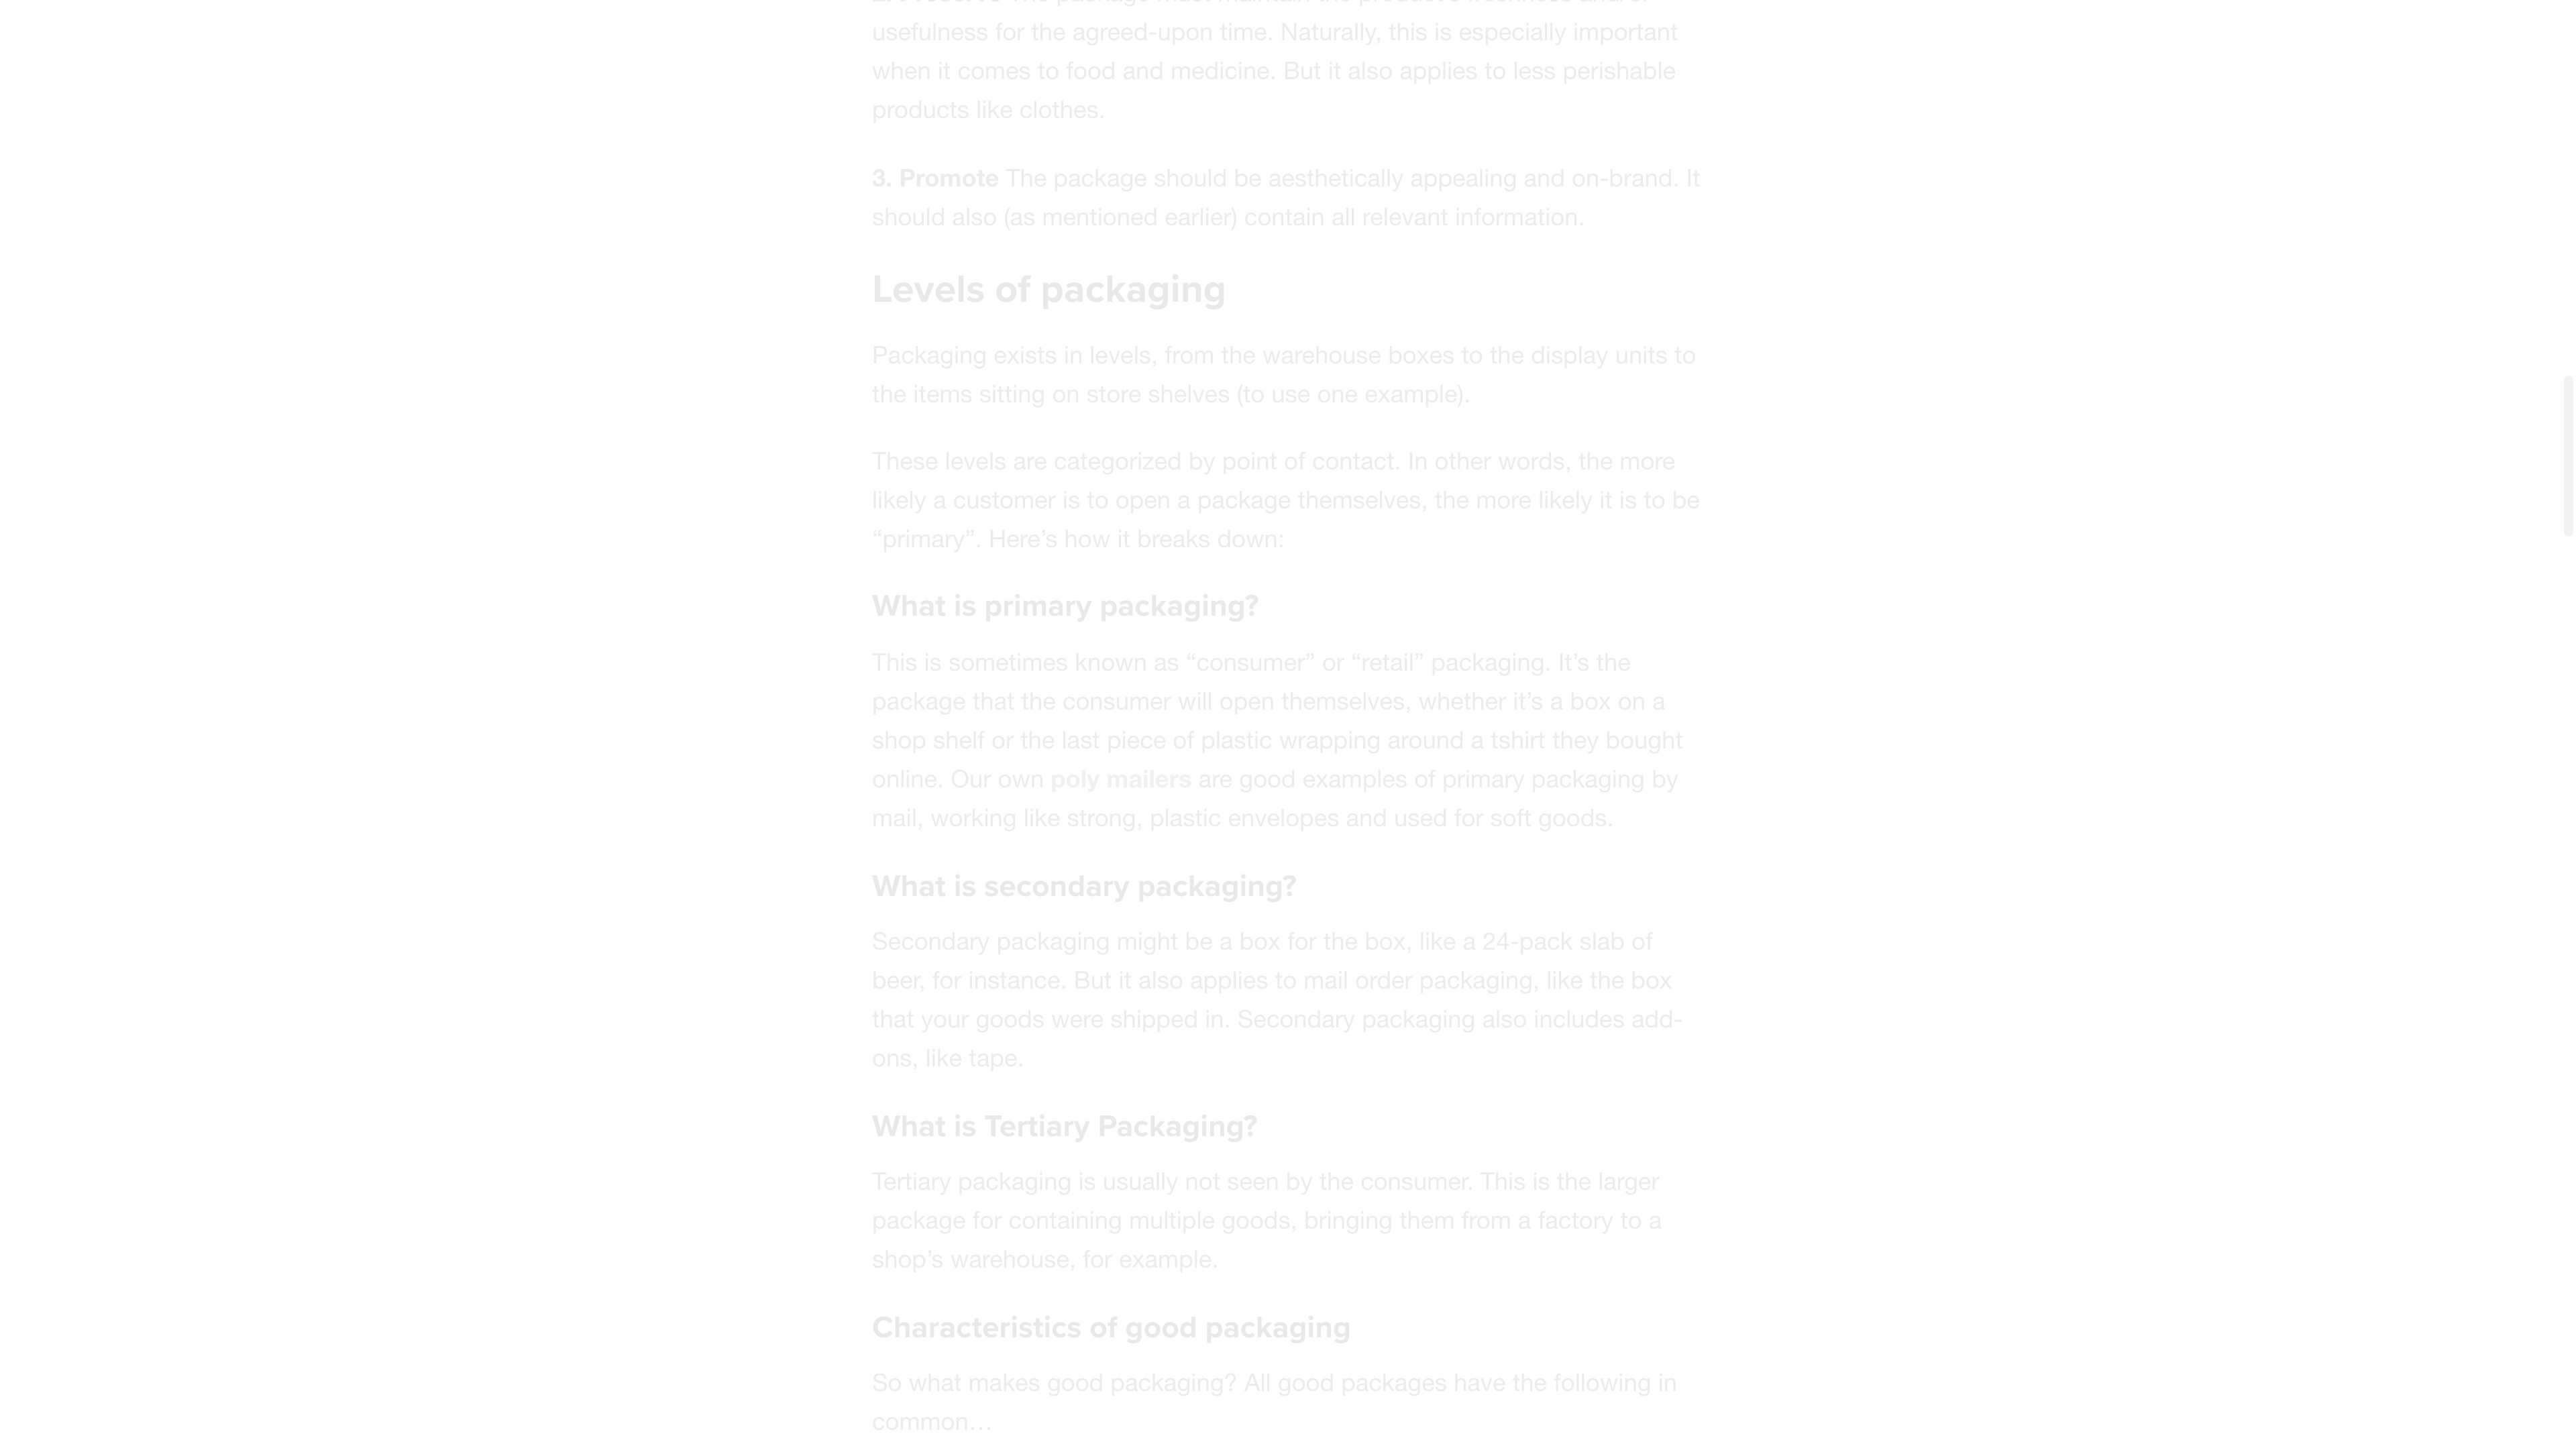 usefulness for the agreed-upon time. Naturally, this is especially important
when it comes to food and medicine. But it also applies to less perishable
products like clothes.
3. Promote The package should be aesthetically appealing and on-brand. It
should also (as mentioned earlier) contain all relevant information.
Levels of packaging
Packaging exists in levels, from the warehouse boxes to the display units to
the items sitting on store shelves (to use one example).
These levels are categorized by point of contact. In other words, the more
likely a customer is to open a package themselves, the more likely it is to be
“primary”. Here’s how it breaks down:
What is primary packaging?
This is sometimes known as “consumer” or “retail” packaging. It’s the
package that the consumer will open themselves, whether it’s a box on a
shop shelf or the last piece of plastic wrapping around a tshirt they bought
online. Our own poly mailers are good examples of primary packaging by
mail, working like strong, plastic envelopes and used for soft goods.
What is secondary packaging?
Secondary packaging might be a box for the box, like a 24-pack slab of
beer, for instance. But it also applies to mail order packaging, like the box
that your goods were shipped in. Secondary packaging also includes add-
ons, like tape.
What is Tertiary Packaging?
Tertiary packaging is usually not seen by the consumer. This is the larger
package for containing multiple goods, bringing them from a factory to a
shop’s warehouse, for example.
Characteristics of good packaging
So what makes good packaging? All good packages have the following in
common…